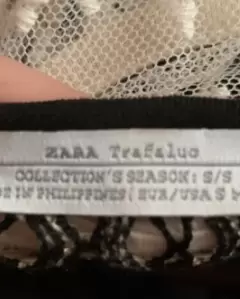 ZARA Trafaluc
COLLECTION'S SEASON: S/S
E IN PHILIPPINES( EUR/USA S